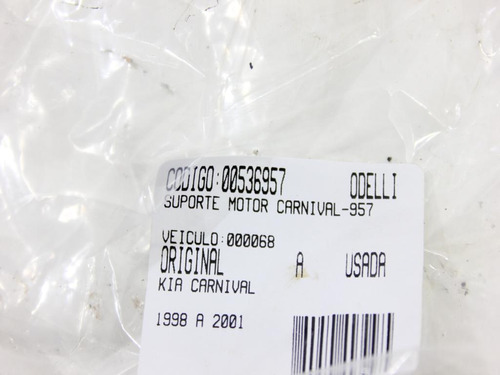 CODIGO:00536957 ODELLI
SUPORTE MOTOR CARNIVAL-957
VEICULO:000068
ORIGINAL A USADA
KIA CARNIVAL
1998 A 2001